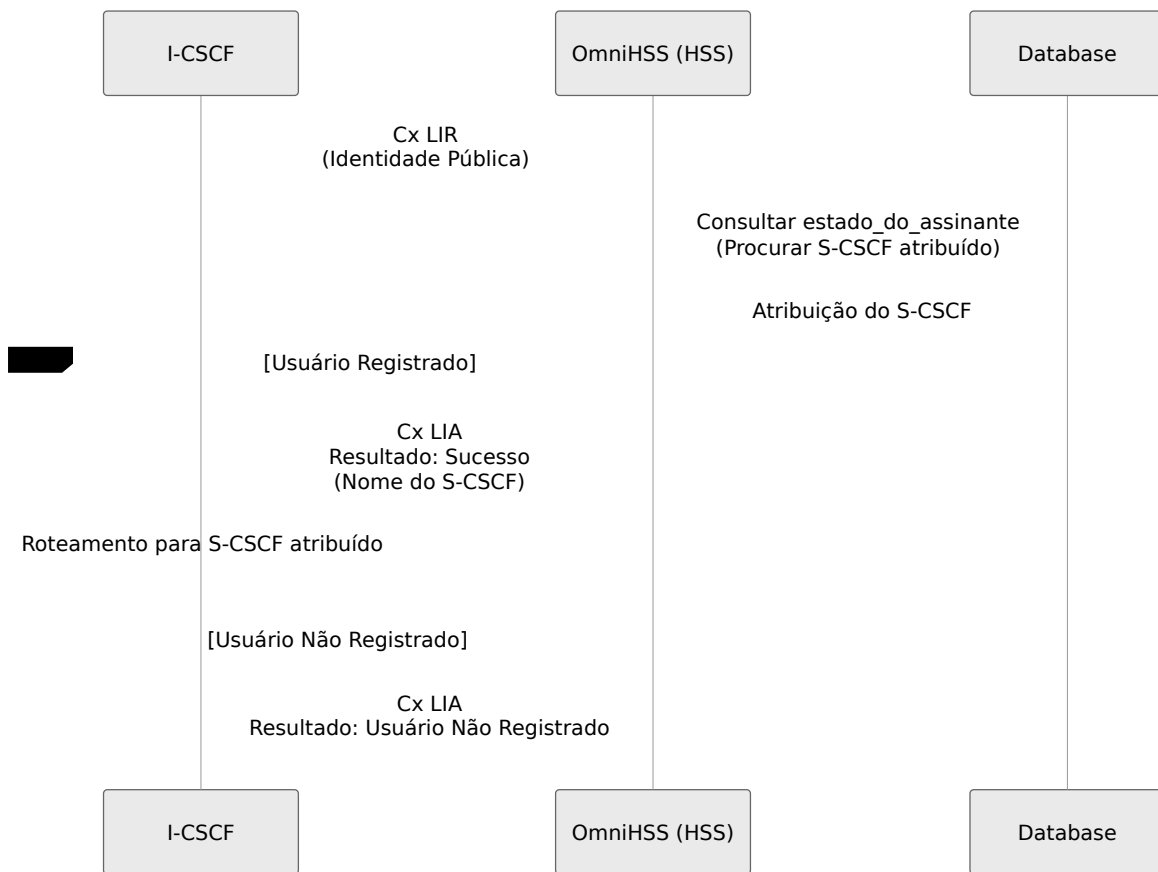 I-CSCF
OmniHSS (HSS)
Database
Cx LIR
(Identidade Pública)
Consultar estado_do_assinante
(Procurar S-CSCF atribuído)
Atribuição do S-CSCF
[Usuário Registrado]
Cx LIA
Resultado: Sucesso
(Nome do S-CSCF)
Roteamento para S-CSCF atribuído
[Usuário Não Registrado]
Cx LIA
Resultado: Usuário Não Registrado
I-CSCF
OmniHSS (HSS)
Database